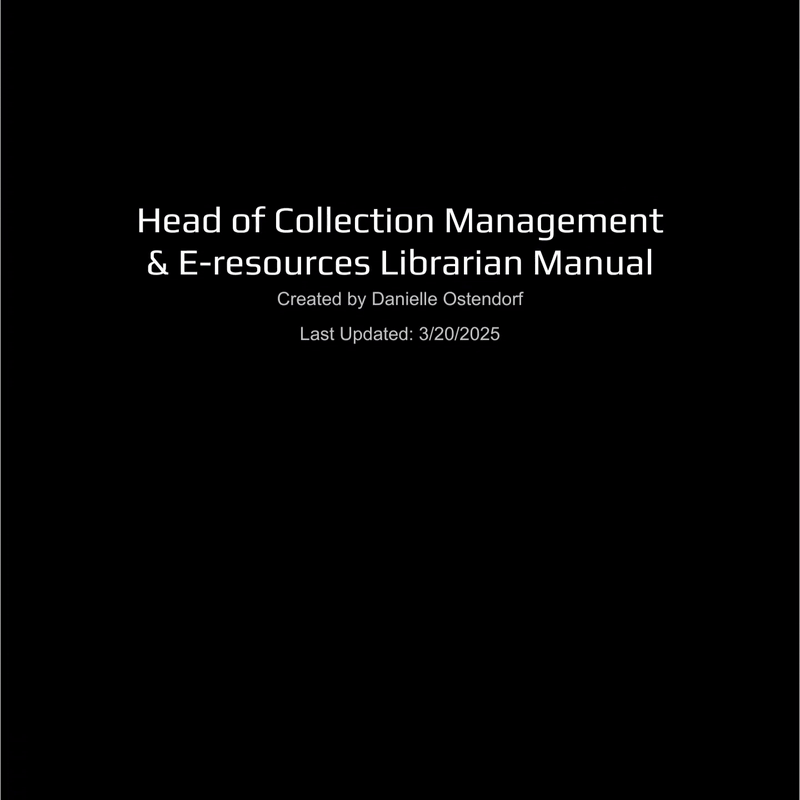 Head of Collection Management
& E-resources Librarian Manual
Created by Danielle Ostendorf
Last Updated: 3/20/2025